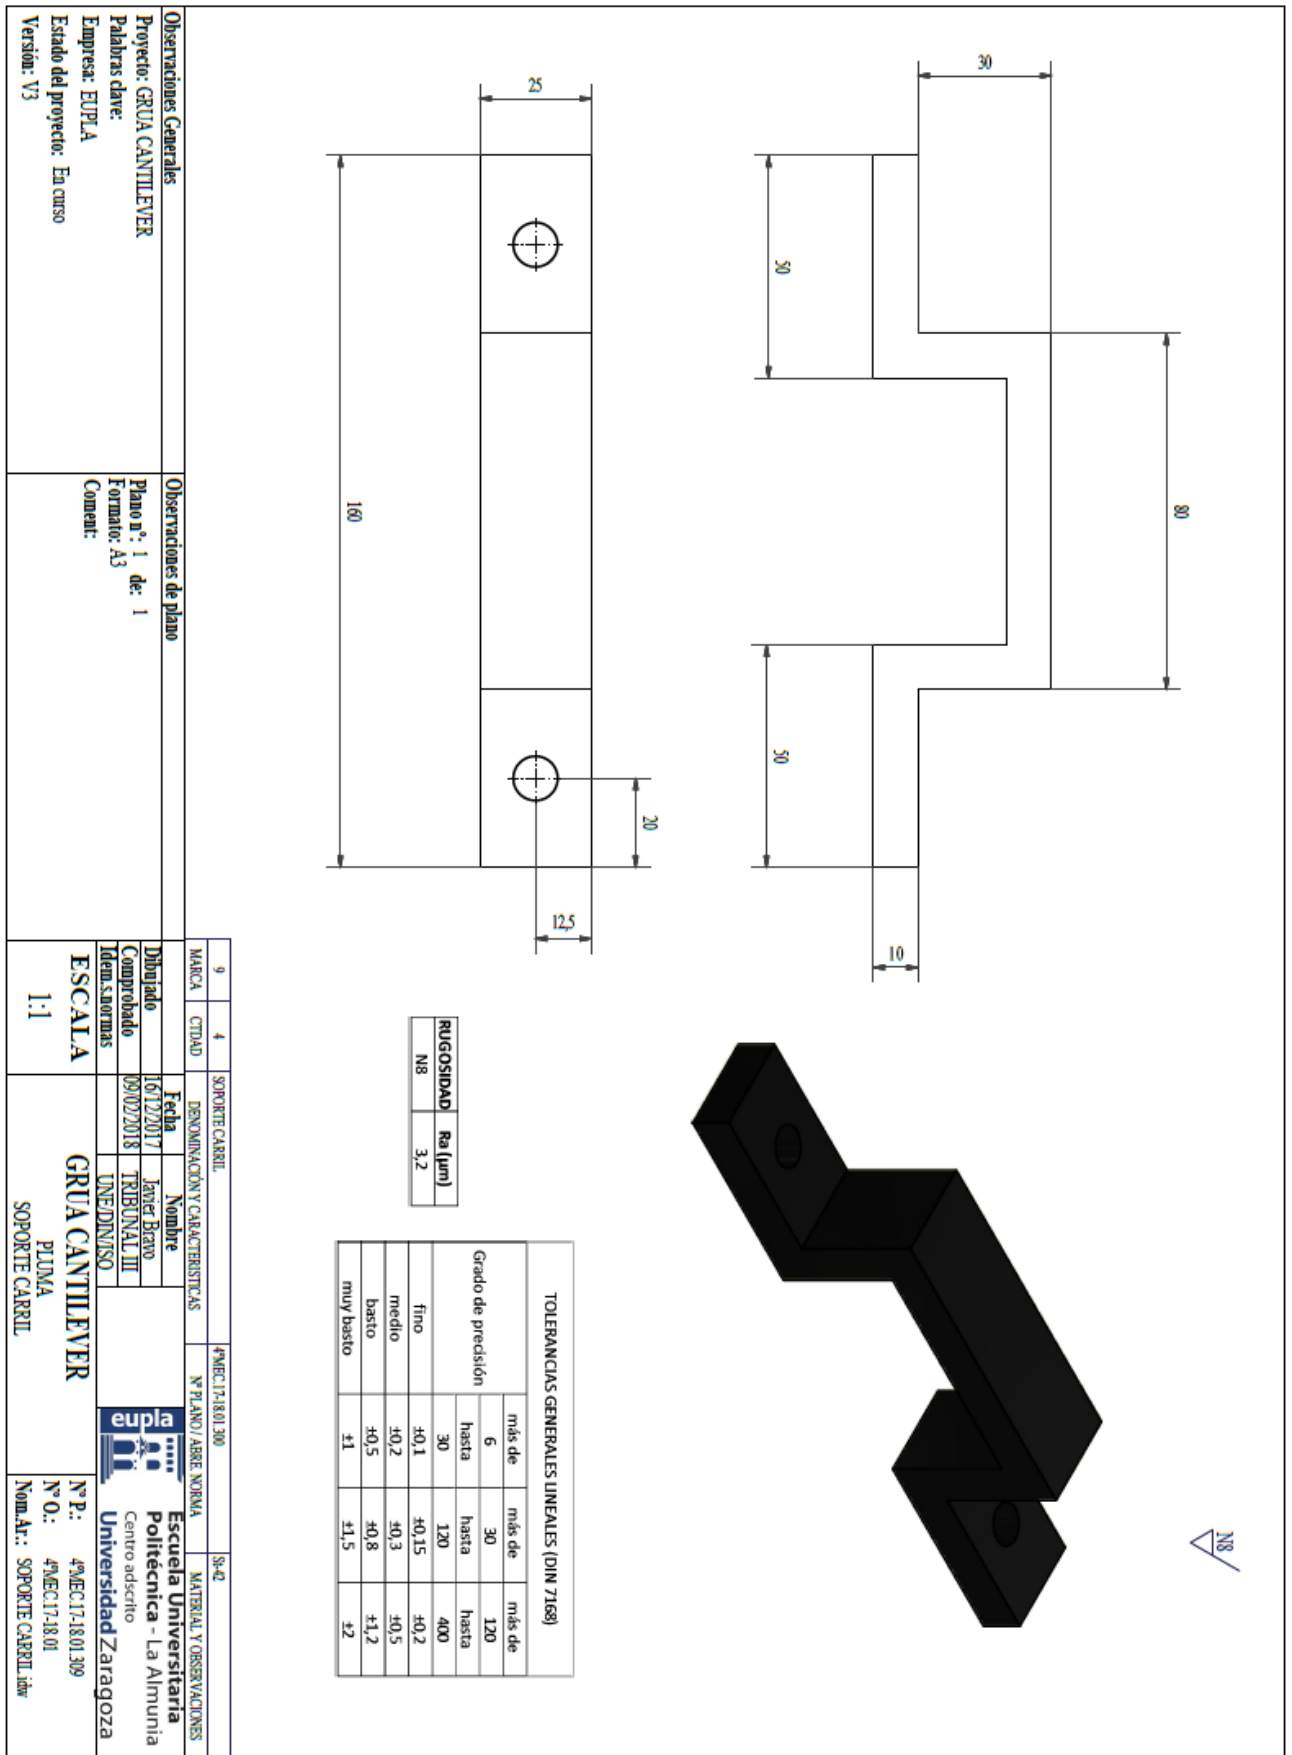 N8
30
80
50
50
10
25
160
20
12,5
RUGOSIDAD Ra (µm)
N8 3,2
TOLERANCIAS GENERALES LINEALES (DIN 7168)
Grado de precisión más de 6 hasta 30 más de 30 hasta 120 más de 120 hasta 400
fino ±0,1 ±0,15 ±0,2
medio ±0,2 ±0,3 ±0,5
basto ±0,5 ±0,8 ±1,2
muy basto ±1 ±1,5 ±2
9 4 SOPORTE CARRIL 4ºMEC.17-18.01.300 St-42
MARCA CTDAD DENOMINACIÓN Y CARACTERISTICAS Nº PLANO / ABRE. NORMA MATERIAL Y OBSERVACIONES
Observaciones Generales
Proyecto: GRUA CANTILEVER
Palabras clave:
Empresa: EUPLA
Estado del proyecto: En curso
Versión: V3
Observaciones de plano
Plano nº: 1 de: 1
Formato: A3
Coment:
Fecha Nombre
Dibujado 16/12/2017 Javier Bravo
Comprobado 09/02/2018 TRIBUNAL III
Idem.s.normas UNE/DIN/ISO
ESCALA
1:1
GRUA CANTILEVER
PLUMA
SOPORTE CARRIL
eupla
Escuela Universitaria
Politécnica - La Almunia
Centro adscrito
Universidad Zaragoza
Nº P.: 4ºMEC.17-18.01.309
Nº O.: 4ºMEC.17-18.01
Nom.Ar.: SOPORTE CARRIL.idw